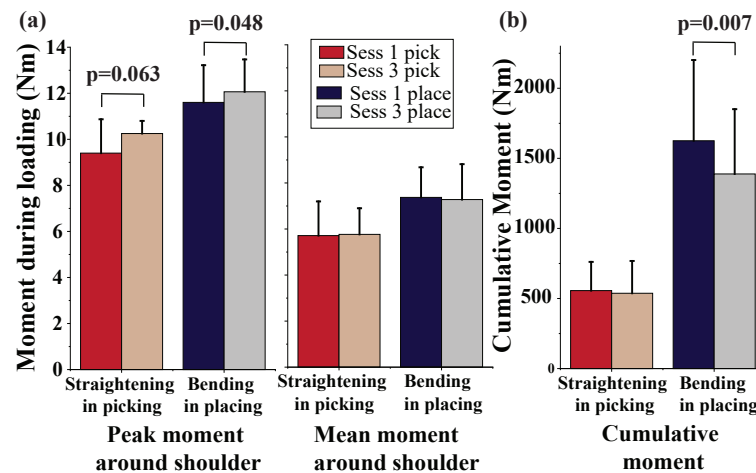 (a)
p=0.063
p=0.048
Moment during loading (Nm)
14
12
10
8
6
4
2
0
Straightening
in picking
Bending
in placing
Peak moment
around shoulder
Sess 1 pick
Sess 3 pick
Sess 1 place
Sess 3 place
Straightening
in picking
Bending
in placing
Mean moment
around shoulder
(b)
p=0.007
Cumulative Moment (Nm)
2000
1500
1000
500
0
Straightening
in picking
Bending
in placing
Cumulative
moment